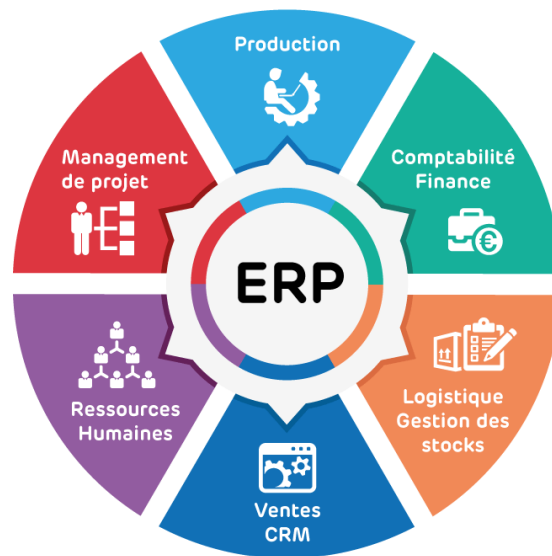 Production
Management
de projet
Comptabilité
Finance
ERP
Ressources
Humaines
Logistique
Gestion des
stocks
Ventes
CRM